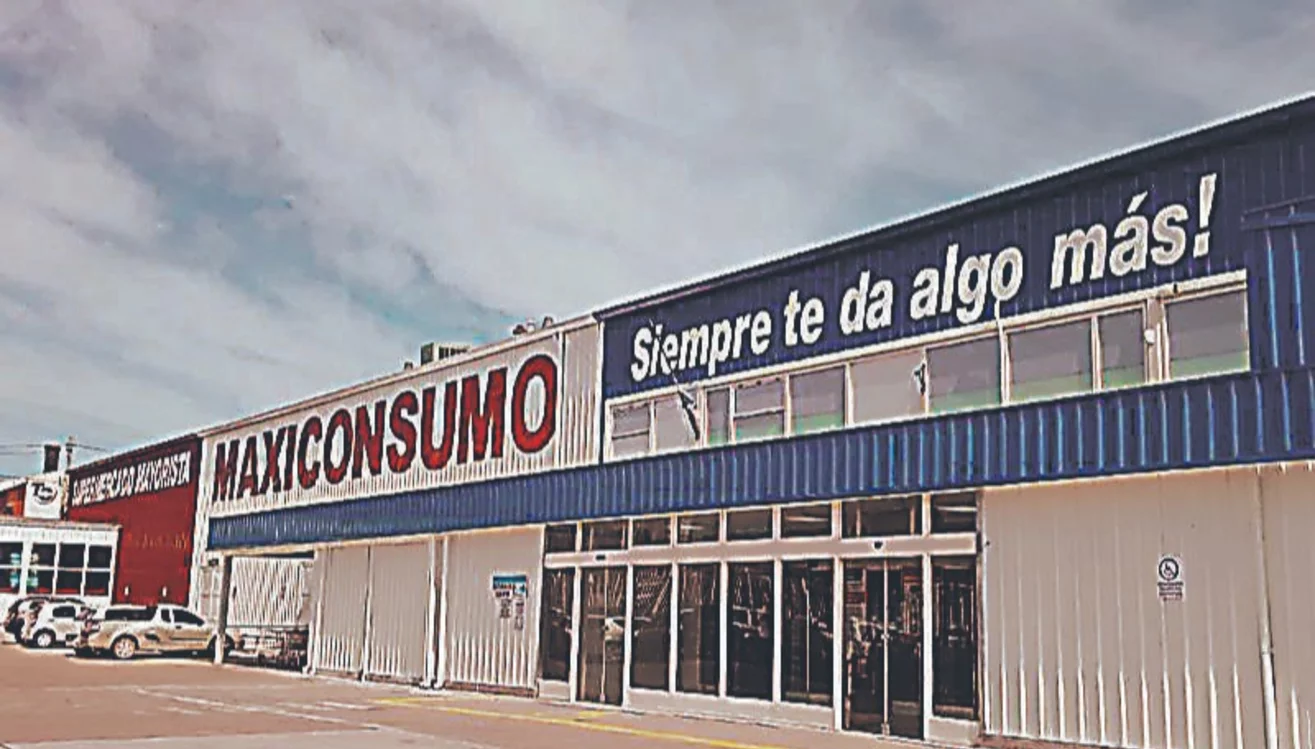 SUPERMERCADO MAYORISTA
MAXICONSUMO
Siempre te da algo más!